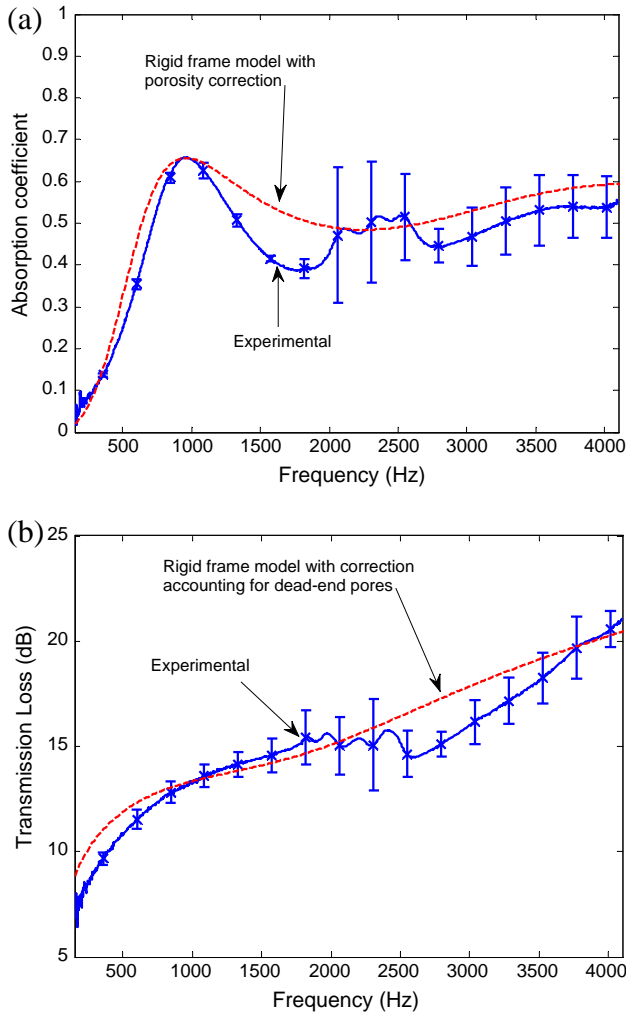 (a)
1
0.9
0.8
0.7
0.6
0.5
0.4
0.3
0.2
0.1
0
Absorption coefficient
Rigid frame model with
porosity correction
Experimental
500 1000 1500 2000 2500 3000 3500 4000
Frequency (Hz)
(b)
25
20
15
10
5
Transmission Loss (dB)
Rigid frame model with correction
accounting for dead-end pores
Experimental
500 1000 1500 2000 2500 3000 3500 4000
Frequency (Hz)